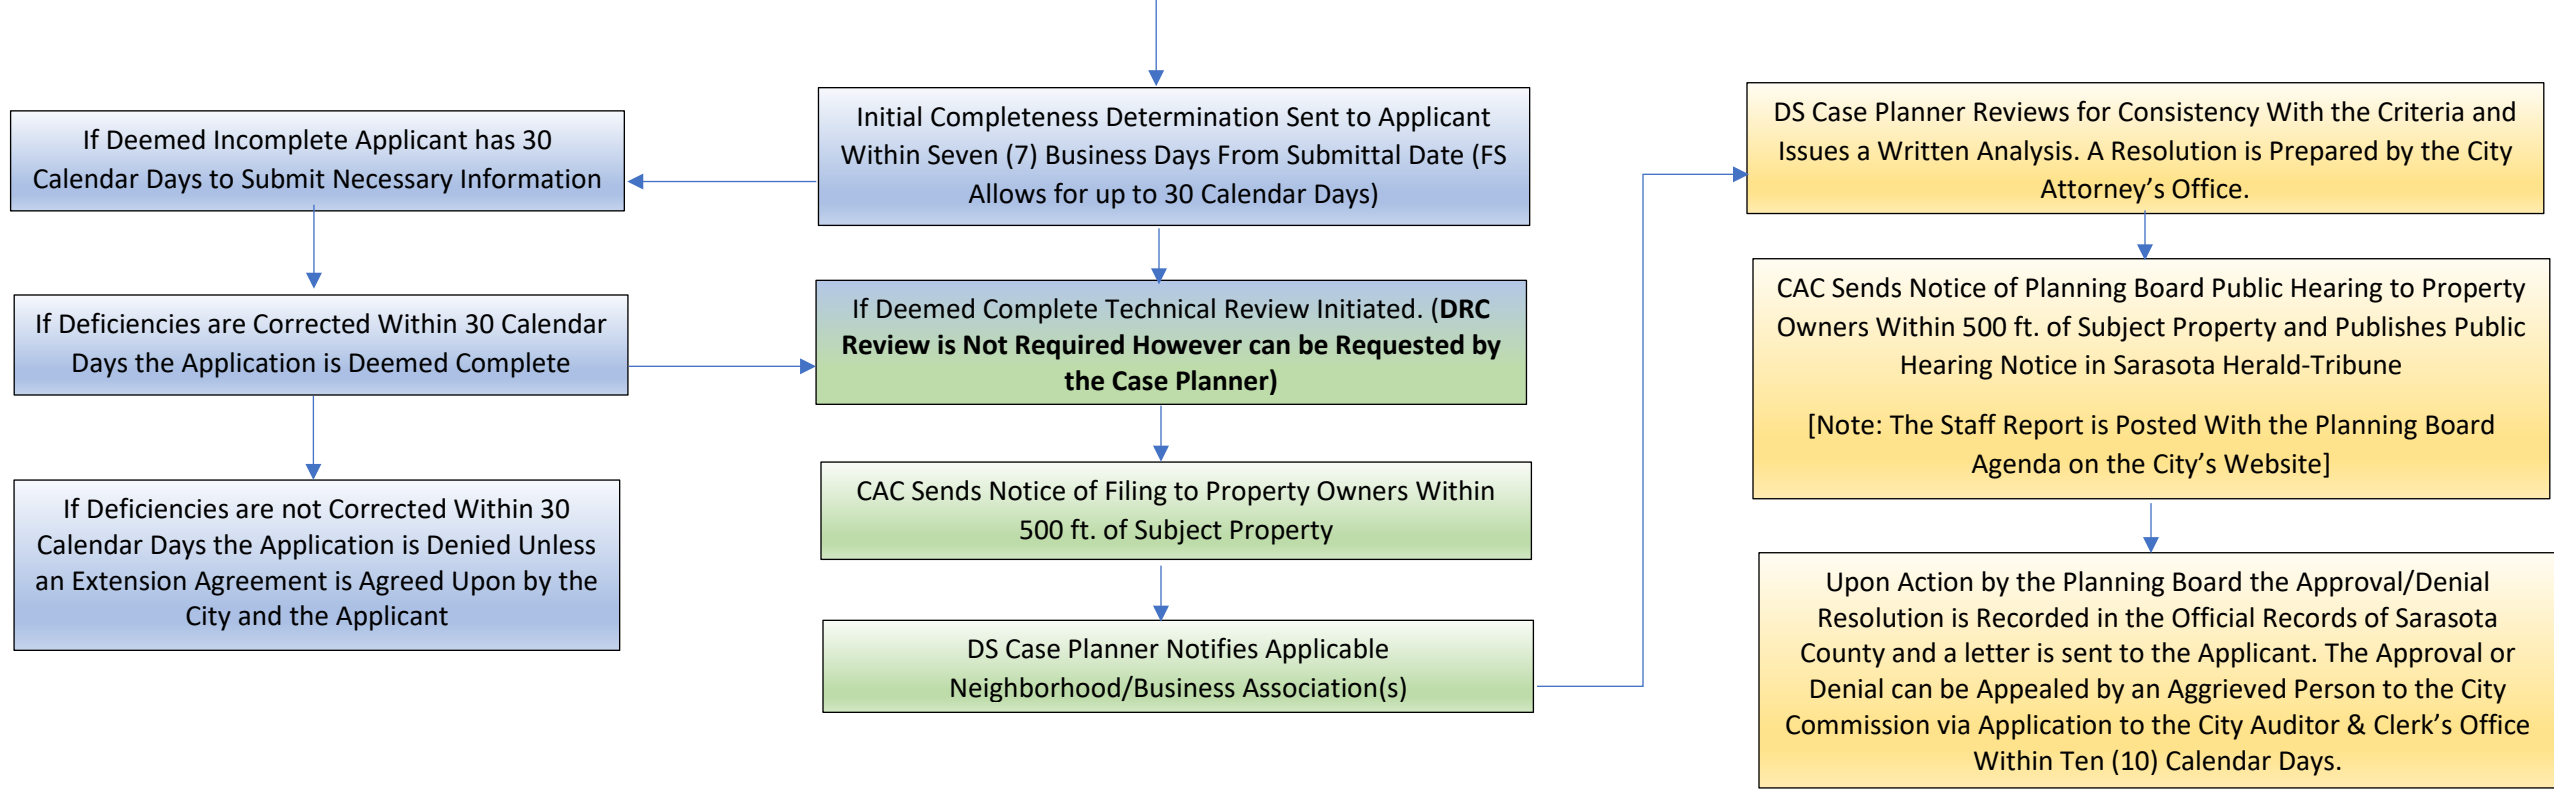 If Deemed Incomplete Applicant has 30
Calendar Days to Submit Necessary Information
If Deficiencies are Corrected Within 30 Calendar
Days the Application is Deemed Complete
If Deficiencies are not Corrected Within 30
Calendar Days the Application is Denied Unless
an Extension Agreement is Agreed Upon by the
City and the Applicant
Initial Completeness Determination Sent to Applicant
Within Seven (7) Business Days From Submittal Date (FS
Allows for up to 30 Calendar Days)
If Deemed Complete Technical Review Initiated. (DRC
Review is Not Required However can be Requested by
the Case Planner)
CAC Sends Notice of Filing to Property Owners Within
500 ft. of Subject Property
DS Case Planner Notifies Applicable
Neighborhood/Business Association(s)
DS Case Planner Reviews for Consistency With the Criteria and
Issues a Written Analysis. A Resolution is Prepared by the City
Attorney’s Office.
CAC Sends Notice of Planning Board Public Hearing to Property
Owners Within 500 ft. of Subject Property and Publishes Public
Hearing Notice in Sarasota Herald-Tribune
[Note: The Staff Report is Posted With the Planning Board
Agenda on the City’s Website]
Upon Action by the Planning Board the Approval/Denial
Resolution is Recorded in the Official Records of Sarasota
County and a letter is sent to the Applicant. The Approval or
Denial can be Appealed by an Aggrieved Person to the City
Commission via Application to the City Auditor & Clerk’s Office
Within Ten (10) Calendar Days.